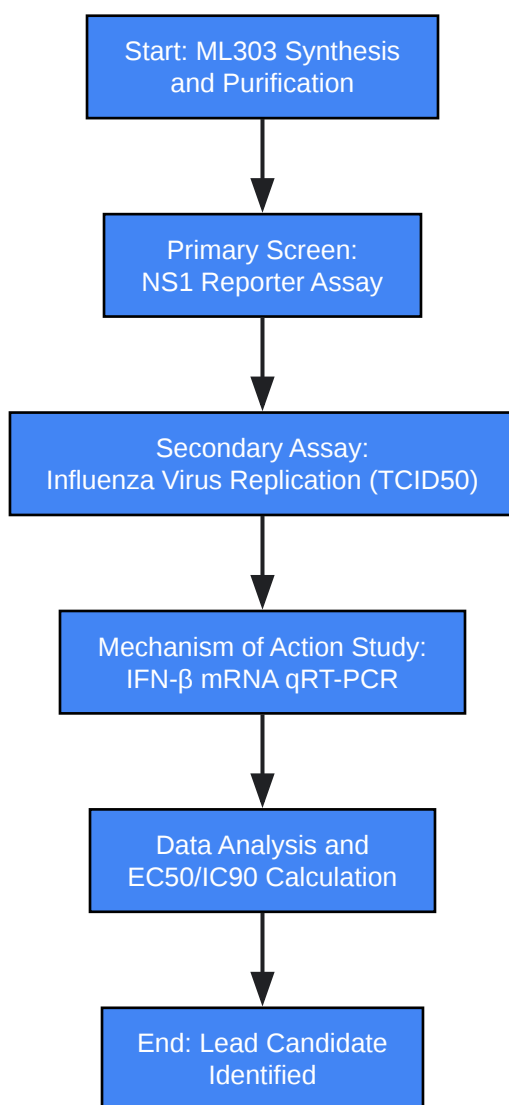 Start: ML303 Synthesis
and Purification
Primary Screen:
NS1 Reporter Assay
Secondary Assay:
Influenza Virus Replication (TCID50)
Mechanism of Action Study:
IFN-β mRNA qRT-PCR
Data Analysis and
EC50/IC90 Calculation
End: Lead Candidate
Identified